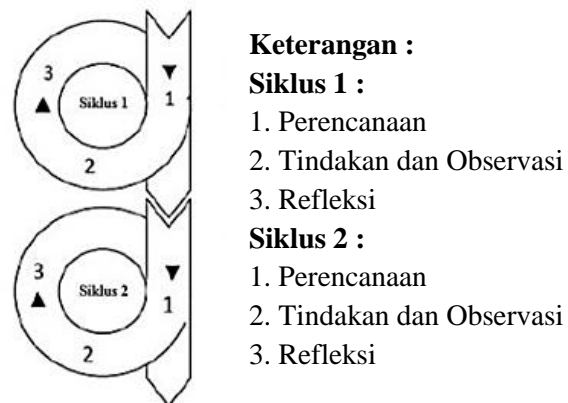 3
Siklus 1
1
2
3
Siklus 2
1
2
Keterangan :
Siklus 1 :
1. Perencanaan
2. Tindakan dan Observasi
3. Refleksi
Siklus 2 :
1. Perencanaan
2. Tindakan dan Observasi
3. Refleksi